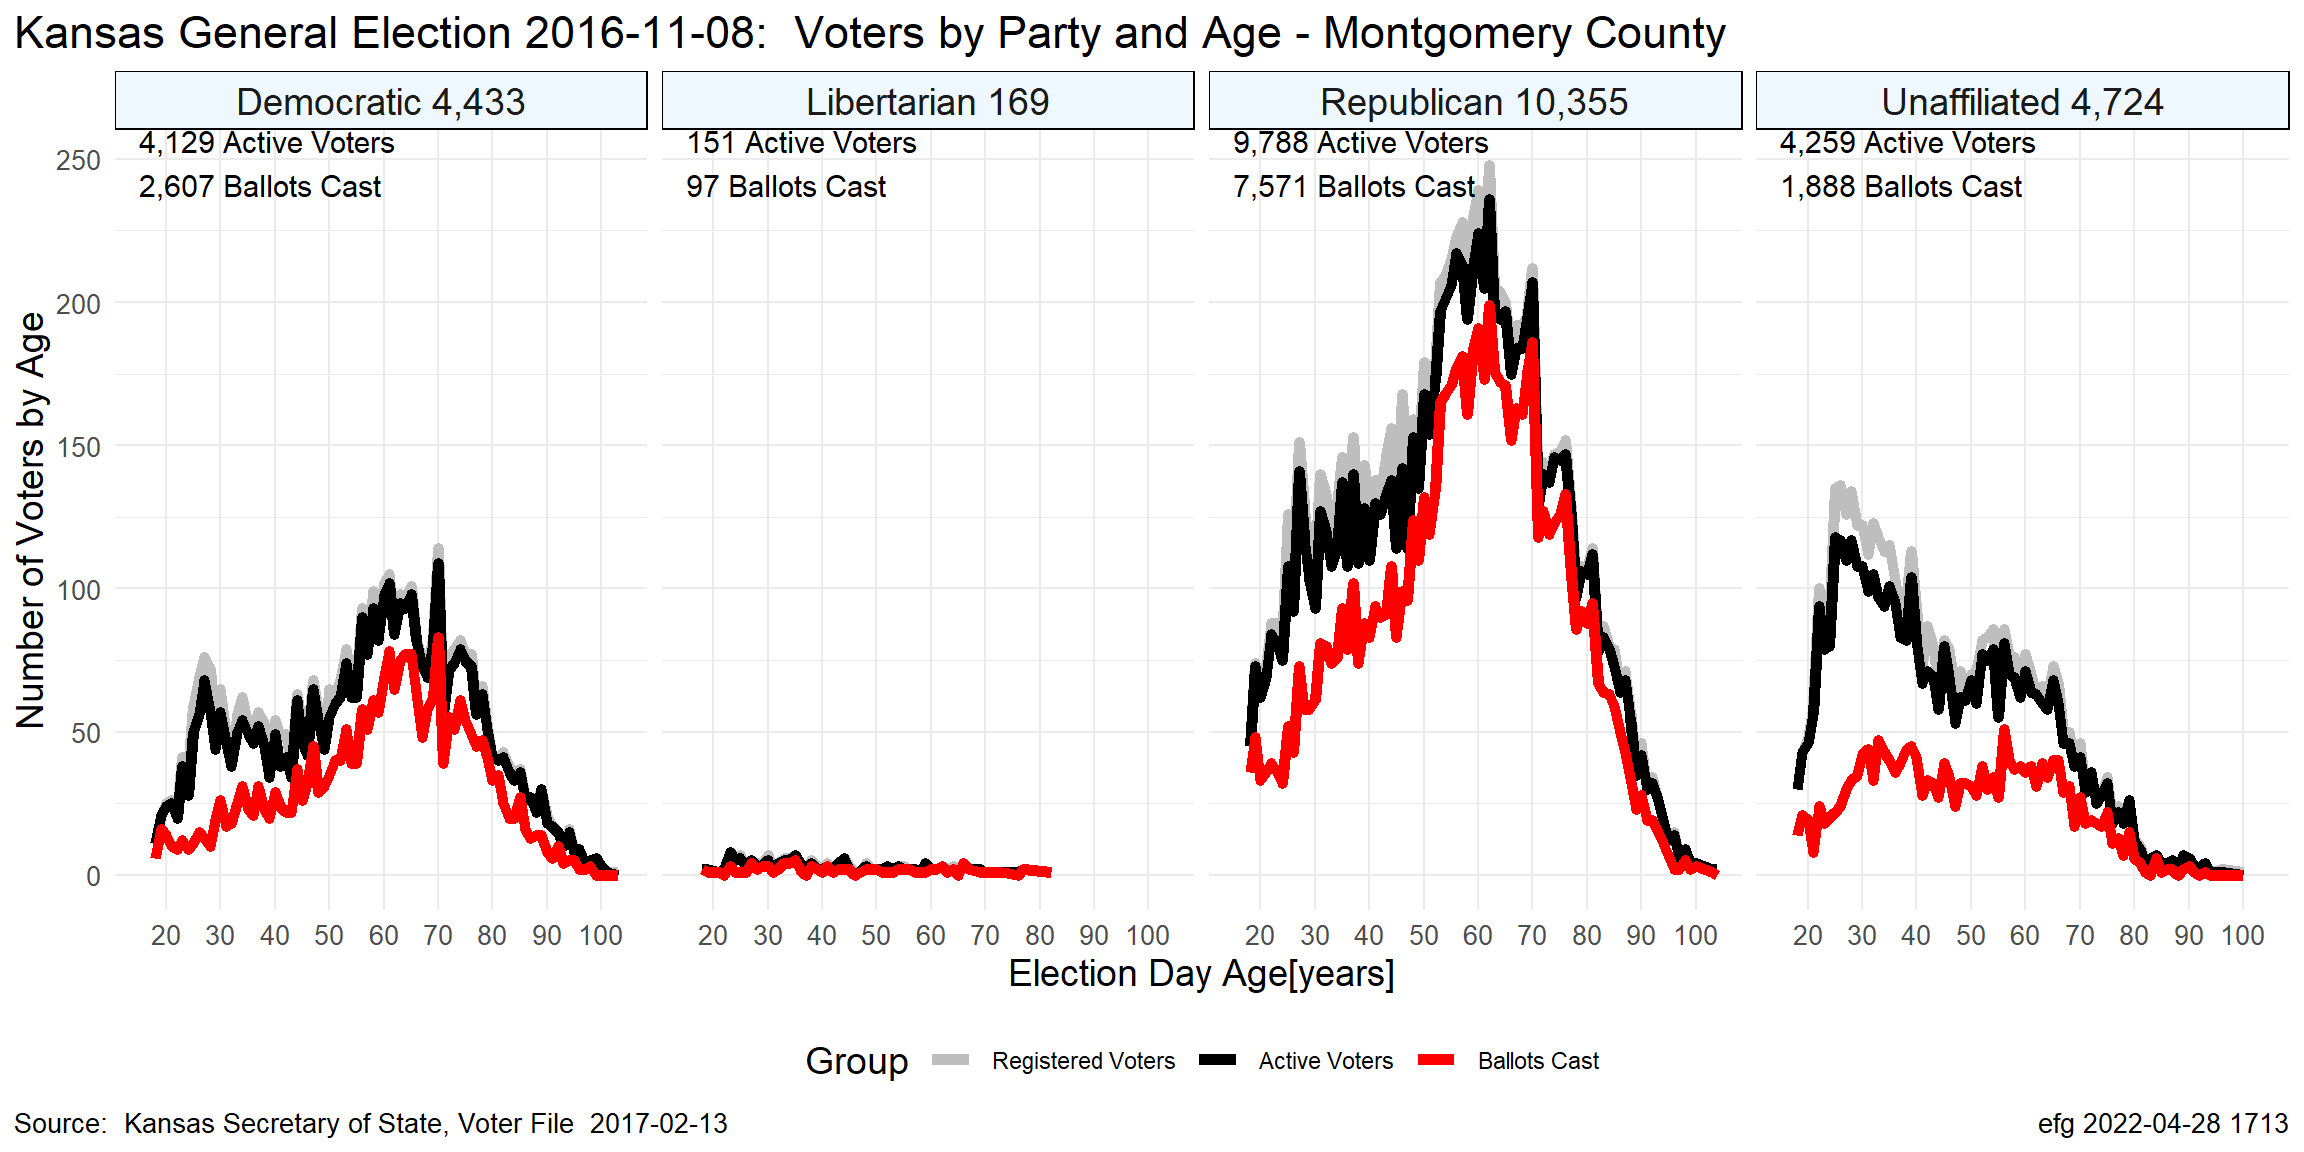 Kansas General Election 2016-11-08:  Voters by Party and Age - Montgomery County
Democratic 4,433
Libertarian 169
Republican 10,355
Unaffiliated 4,724
4,129 Active Voters
2,607 Ballots Cast
151 Active Voters
97 Ballots Cast
9,788 Active Voters
7,571 Ballots Cast
4,259 Active Voters
1,888 Ballots Cast
Number of Voters by Age
250
200
150
100
50
0
20 30 40 50 60 70 80 90 100
20 30 40 50 60 70 80 90 100
20 30 40 50 60 70 80 90 100
20 30 40 50 60 70 80 90 100
Election Day Age[years]
Group Registered Voters Active Voters Ballots Cast
Source:  Kansas Secretary of State, Voter File  2017-02-13
efg 2022-04-28 1713